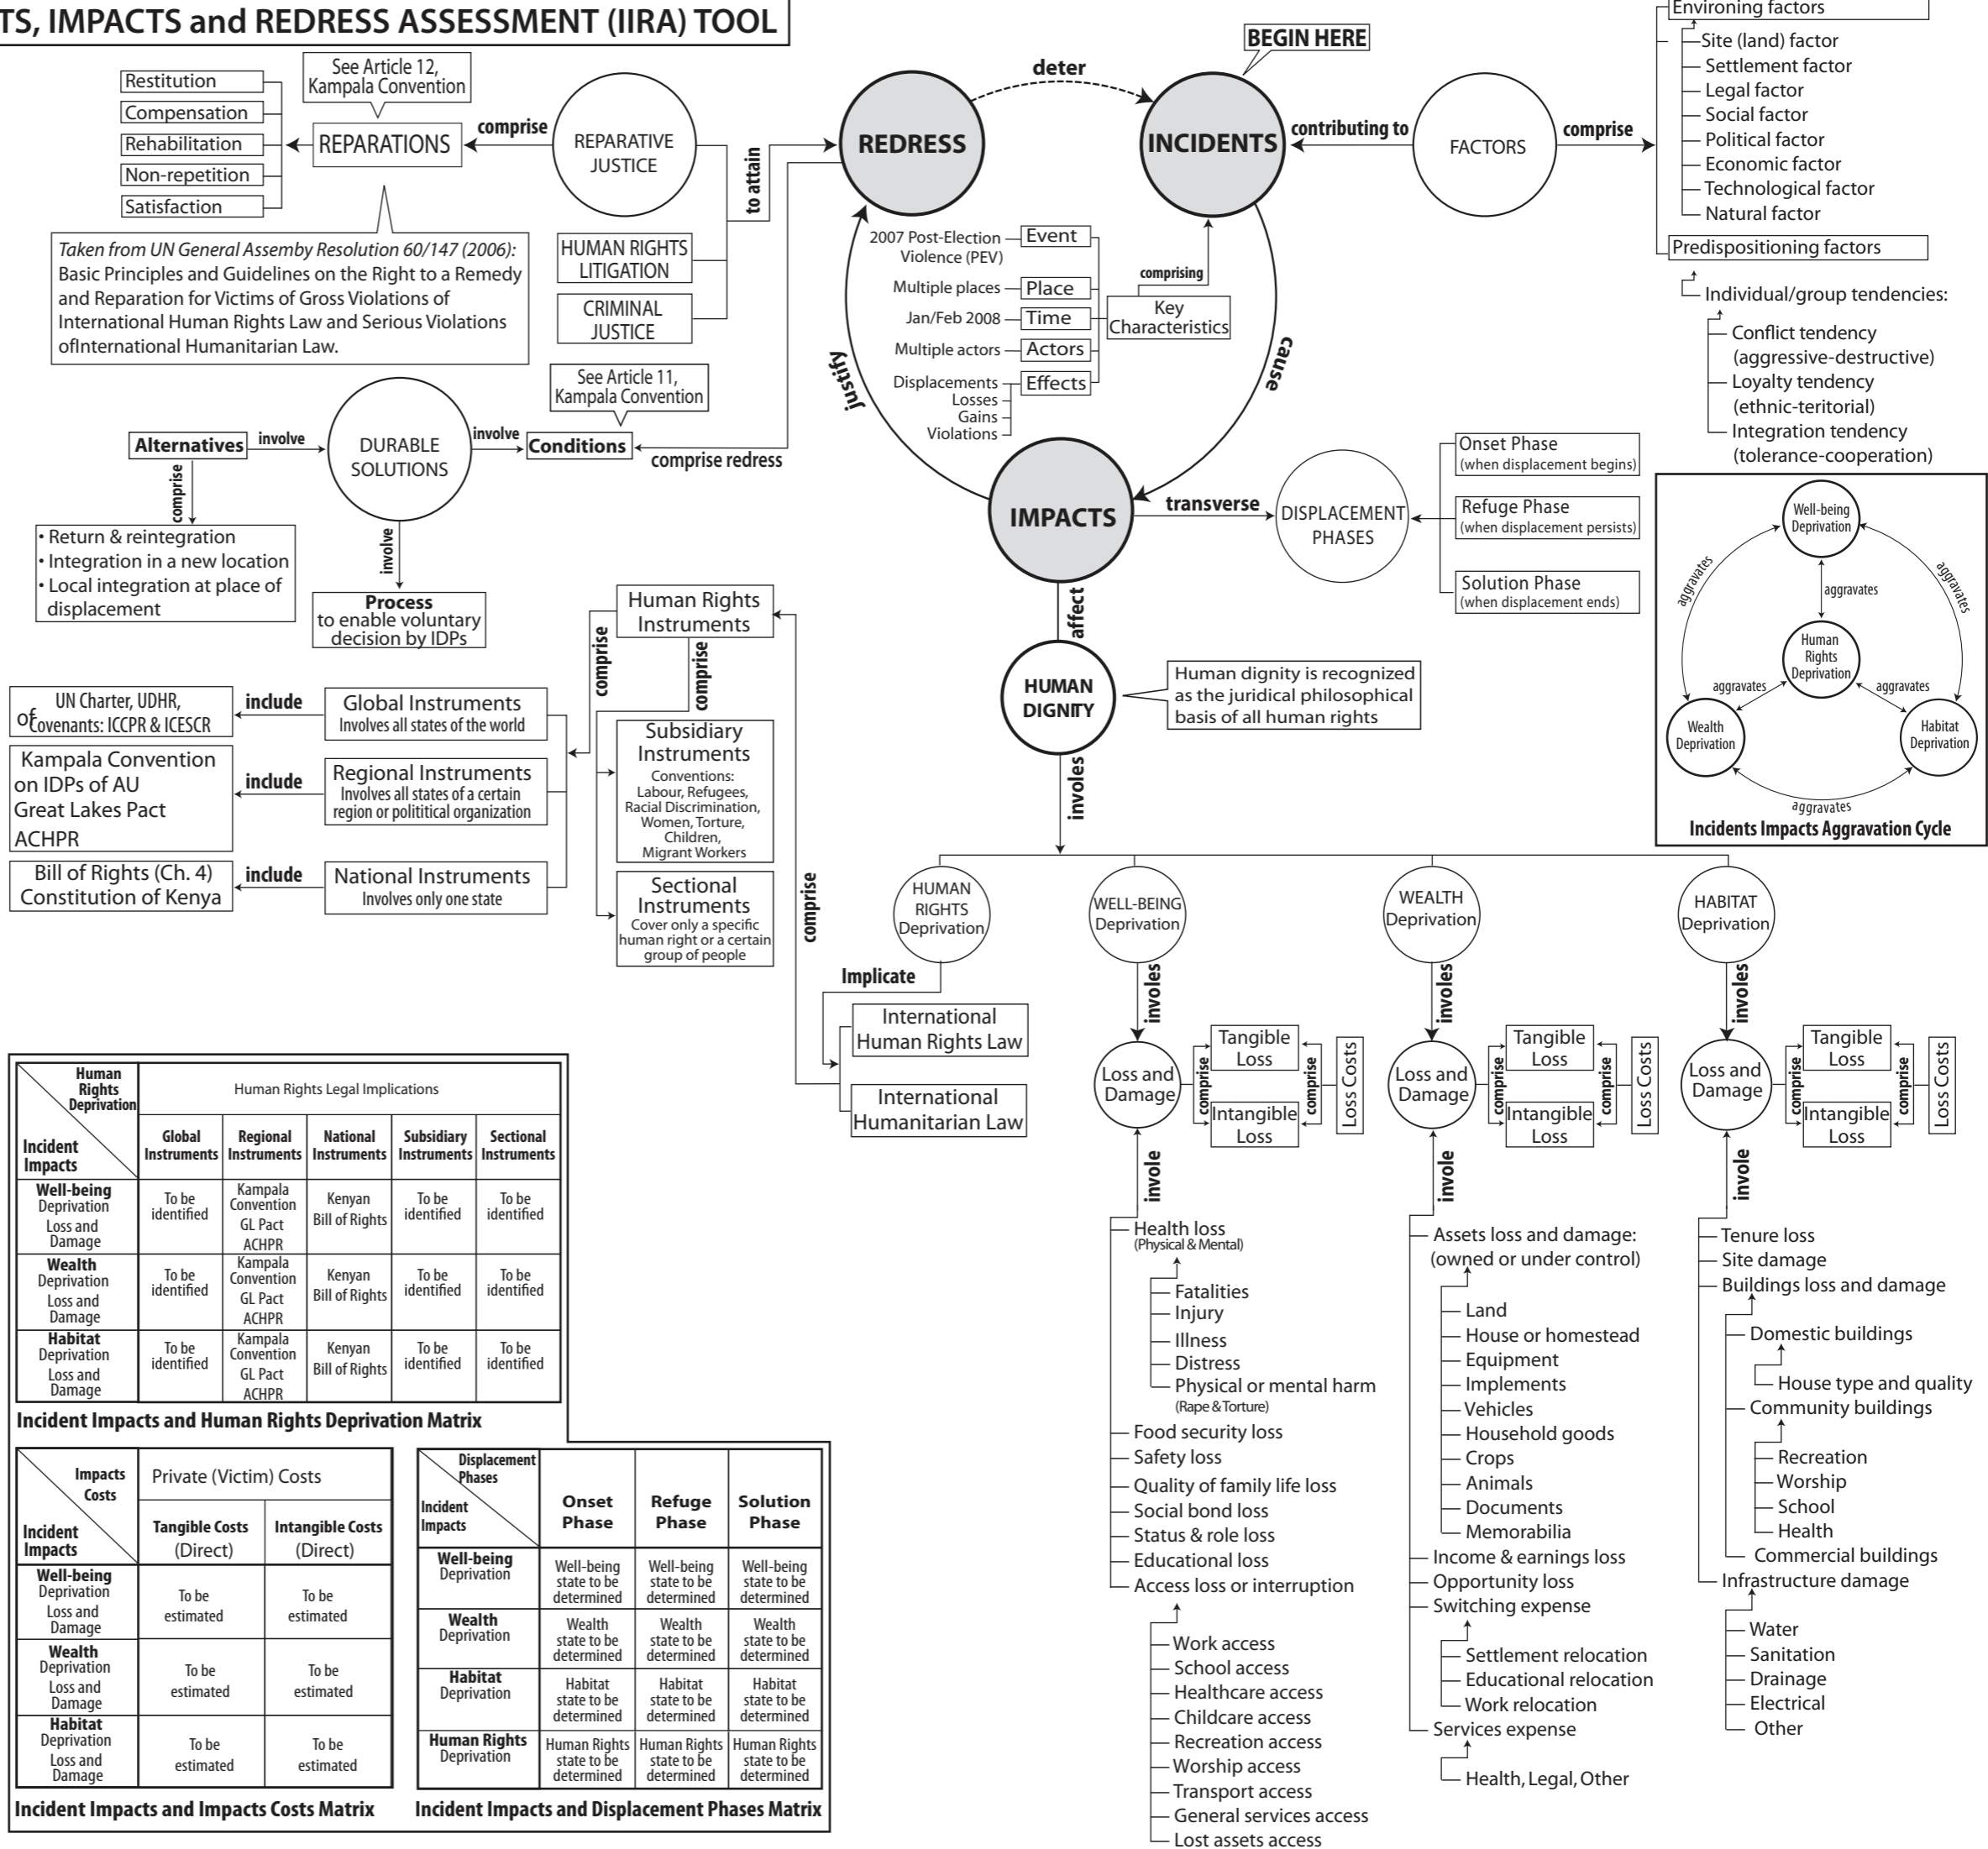 TS, IMPACTS and REDRESS ASSESSMENT (IIRA) TOOL
BEGIN HERE
REDRESS
deter
INCIDENTS
contributing to
FACTORS
comprise
Environing factors
Site (land) factor
Settlement factor
Legal factor
Social factor
Political factor
Economic factor
Technological factor
Natural factor
Predispositioning factors
Individual/group tendencies:
Conflict tendency
(aggressive-destructive)
Loyalty tendency
(ethnic-teritorial)
Integration tendency
(tolerance-cooperation)
Restitution
Compensation
Rehabilitation
Non-repetition
Satisfaction
See Article 12,
Kampala Convention
REPARATIONS
comprise
REPARATIVE
JUSTICE
to attain
HUMAN RIGHTS
LITIGATION
CRIMINAL
JUSTICE
Taken from UN General Assemby Resolution 60/147 (2006):
Basic Principles and Guidelines on the Right to a Remedy
and Reparation for Victims of Gross Violations of
International Human Rights Law and Serious Violations
ofInternational Humanitarian Law.
2007 Post-Election
Violence (PEV)
Event
Multiple places
Place
Jan/Feb 2008
Time
Multiple actors
Actors
Displacements
Losses
Gains
Violations
Effects
comprising
Key
Characteristics
justify
cause
See Article 11,
Kampala Convention
Alternatives
involve
DURABLE
SOLUTIONS
involve
Conditions
comprise redress
comprise
• Return & reintegration
• Integration in a new location
• Local integration at place of
displacement
involve
Process
to enable voluntary
decision by IDPs
IMPACTS
transverse
DISPLACEMENT
PHASES
Onset Phase
(when displacement begins)
Refuge Phase
(when displacement persists)
Solution Phase
(when displacement ends)
Well-being
Deprivation
aggravates
aggravates
aggravates
Human
Rights
Deprivation
aggravates
aggravates
Wealth
Deprivation
Habitat
Deprivation
aggravates
Incidents Impacts Aggravation Cycle
affect
HUMAN
DIGNITY
Human dignity is recognized
as the juridical philosophical
basis of all human rights
involes
Human Rights
Instruments
comprise
comprise
UN Charter, UDHR,
of
Covenants: ICCPR & ICESCR
include
Global Instruments
Involves all states of the world
Kampala Convention
on IDPs of AU
Great Lakes Pact
ACHPR
include
Regional Instruments
Involves all states of a certain
region or polititical organization
Bill of Rights (Ch. 4)
Constitution of Kenya
include
National Instruments
Involves only one state
Subsidiary
Instruments
Conventions:
Labour, Refugees,
Racial Discrimination,
Women, Torture,
Children,
Migrant Workers
Sectional
Instruments
Cover only a specific
human right or a certain
group of people
comprise
HUMAN
RIGHTS
Deprivation
Implicate
International
Human Rights Law
International
Humanitarian Law
WELL-BEING
Deprivation
involes
Loss and
Damage
comprise
Tangible
Loss
Intangible
Loss
comprise
Loss Costs
invole
Health loss
(Physical & Mental)
Fatalities
Injury
Illness
Distress
Physical or mental harm
(Rape & Torture)
Food security loss
Safety loss
Quality of family life loss
Social bond loss
Status & role loss
Educational loss
Access loss or interruption
Work access
School access
Healthcare access
Childcare access
Recreation access
Worship access
Transport access
General services access
Lost assets access
WEALTH
Deprivation
involes
Loss and
Damage
comprise
Tangible
Loss
Intangible
Loss
comprise
Loss Costs
invole
Assets loss and damage:
(owned or under control)
Land
House or homestead
Equipment
Implements
Vehicles
Household goods
Crops
Animals
Documents
Memorabilia
Income & earnings loss
Opportunity loss
Switching expense
Settlement relocation
Educational relocation
Work relocation
Services expense
Health, Legal, Other
HABITAT
Deprivation
involes
Loss and
Damage
comprise
Tangible
Loss
Intangible
Loss
comprise
Loss Costs
invole
Tenure loss
Site damage
Buildings loss and damage
Domestic buildings
House type and quality
Community buildings
Recreation
Worship
School
Health
Commercial buildings
Infrastructure damage
Water
Sanitation
Drainage
Electrical
Other
Human
Rights
Deprivation
Incident
Impacts
Human Rights Legal Implications
Global
Instruments
Regional
Instruments
National
Instruments
Subsidiary
Instruments
Sectional
Instruments
Well-being
Deprivation
Loss and
Damage
To be
identified
Kampala
Convention
GL Pact
ACHPR
Kenyan
Bill of Rights
To be
identified
To be
identified
Wealth
Deprivation
Loss and
Damage
To be
identified
Kampala
Convention
GL Pact
ACHPR
Kenyan
Bill of Rights
To be
identified
To be
identified
Habitat
Deprivation
Loss and
Damage
To be
identified
Kampala
Convention
GL Pact
ACHPR
Kenyan
Bill of Rights
To be
identified
To be
identified
Incident Impacts and Human Rights Deprivation Matrix
Impacts
Costs
Incident
Impacts
Private (Victim) Costs
Tangible Costs
(Direct)
Intangible Costs
(Direct)
Well-being
Deprivation
Loss and
Damage
To be
estimated
To be
estimated
Wealth
Deprivation
Loss and
Damage
To be
estimated
To be
estimated
Habitat
Deprivation
Loss and
Damage
To be
estimated
To be
estimated
Incident Impacts and Impacts Costs Matrix
Displacement
Phases
Incident
Impacts
Onset
Phase
Refuge
Phase
Solution
Phase
Well-being
Deprivation
Well-being
state to be
determined
Well-being
state to be
determined
Well-being
state to be
determined
Wealth
Deprivation
Wealth
state to be
determined
Wealth
state to be
determined
Wealth
state to be
determined
Habitat
Deprivation
Habitat
state to be
determined
Habitat
state to be
determined
Habitat
state to be
determined
Human Rights
Deprivation
Human Rights
state to be
determined
Human Rights
state to be
determined
Human Rights
state to be
determined
Incident Impacts and Displacement Phases Matrix